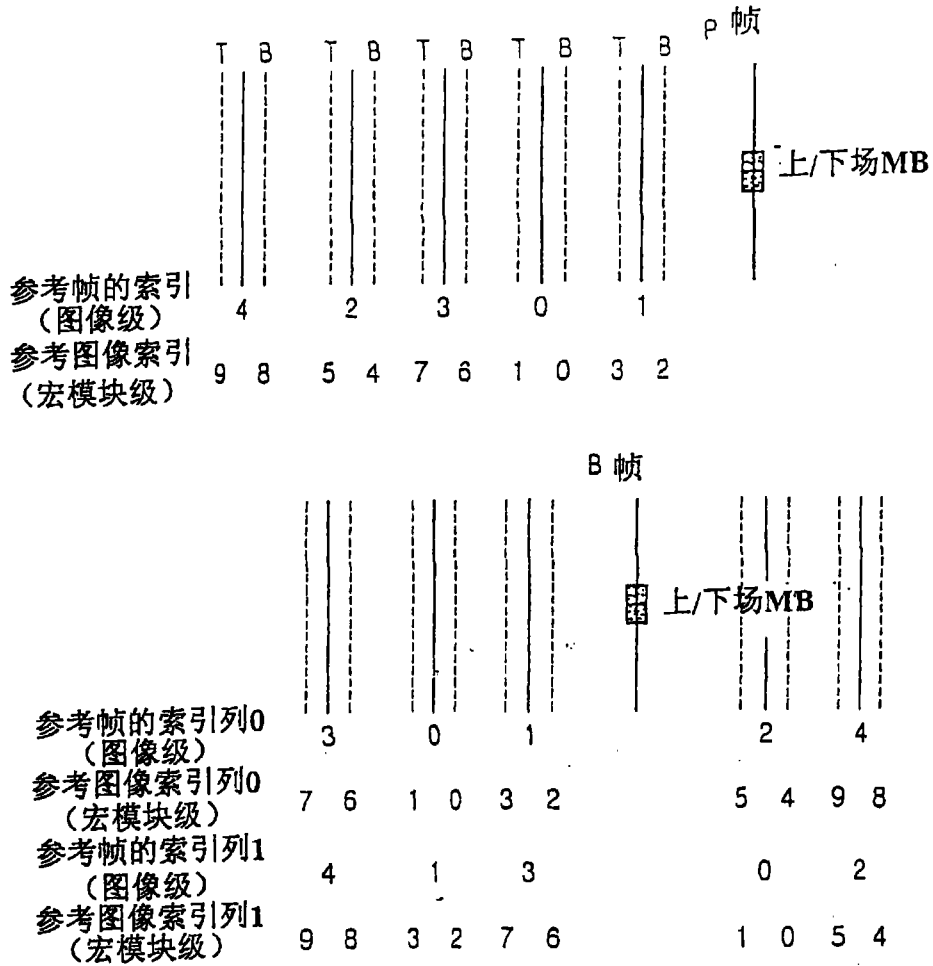 P 帧
T B T B T B T B T B
上/下场MB
参考帧的索引
（图像级）
4 2 3 0 1
参考图像索引
（宏模块级）
9 8 5 4 7 6 1 0 3 2
B 帧
上/下场MB
参考帧的索引列0
（图像级）
3 0 1 2 4
参考图像索引列0
（宏模块级）
7 6 1 0 3 2 5 4 9 8
参考帧的索引列1
（图像级）
4 1 3 0 2
参考图像索引列1
（宏模块级）
9 8 3 2 7 6 1 0 5 4